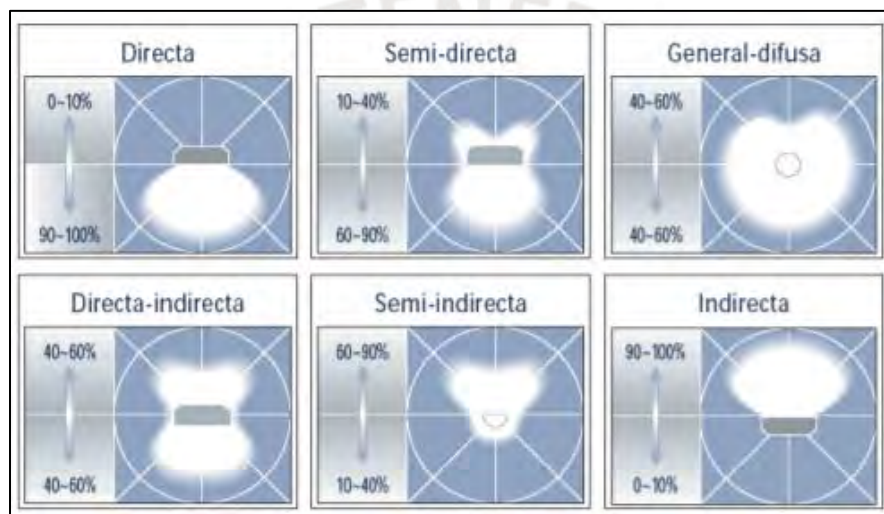 Directa
0~10%
90~100%
Semi-directa
10~40%
60~90%
General-difusa
40~60%
40~60%
Directa-indirecta
40~60%
40~60%
Semi-indirecta
60~90%
10~40%
Indirecta
90~100%
0~10%